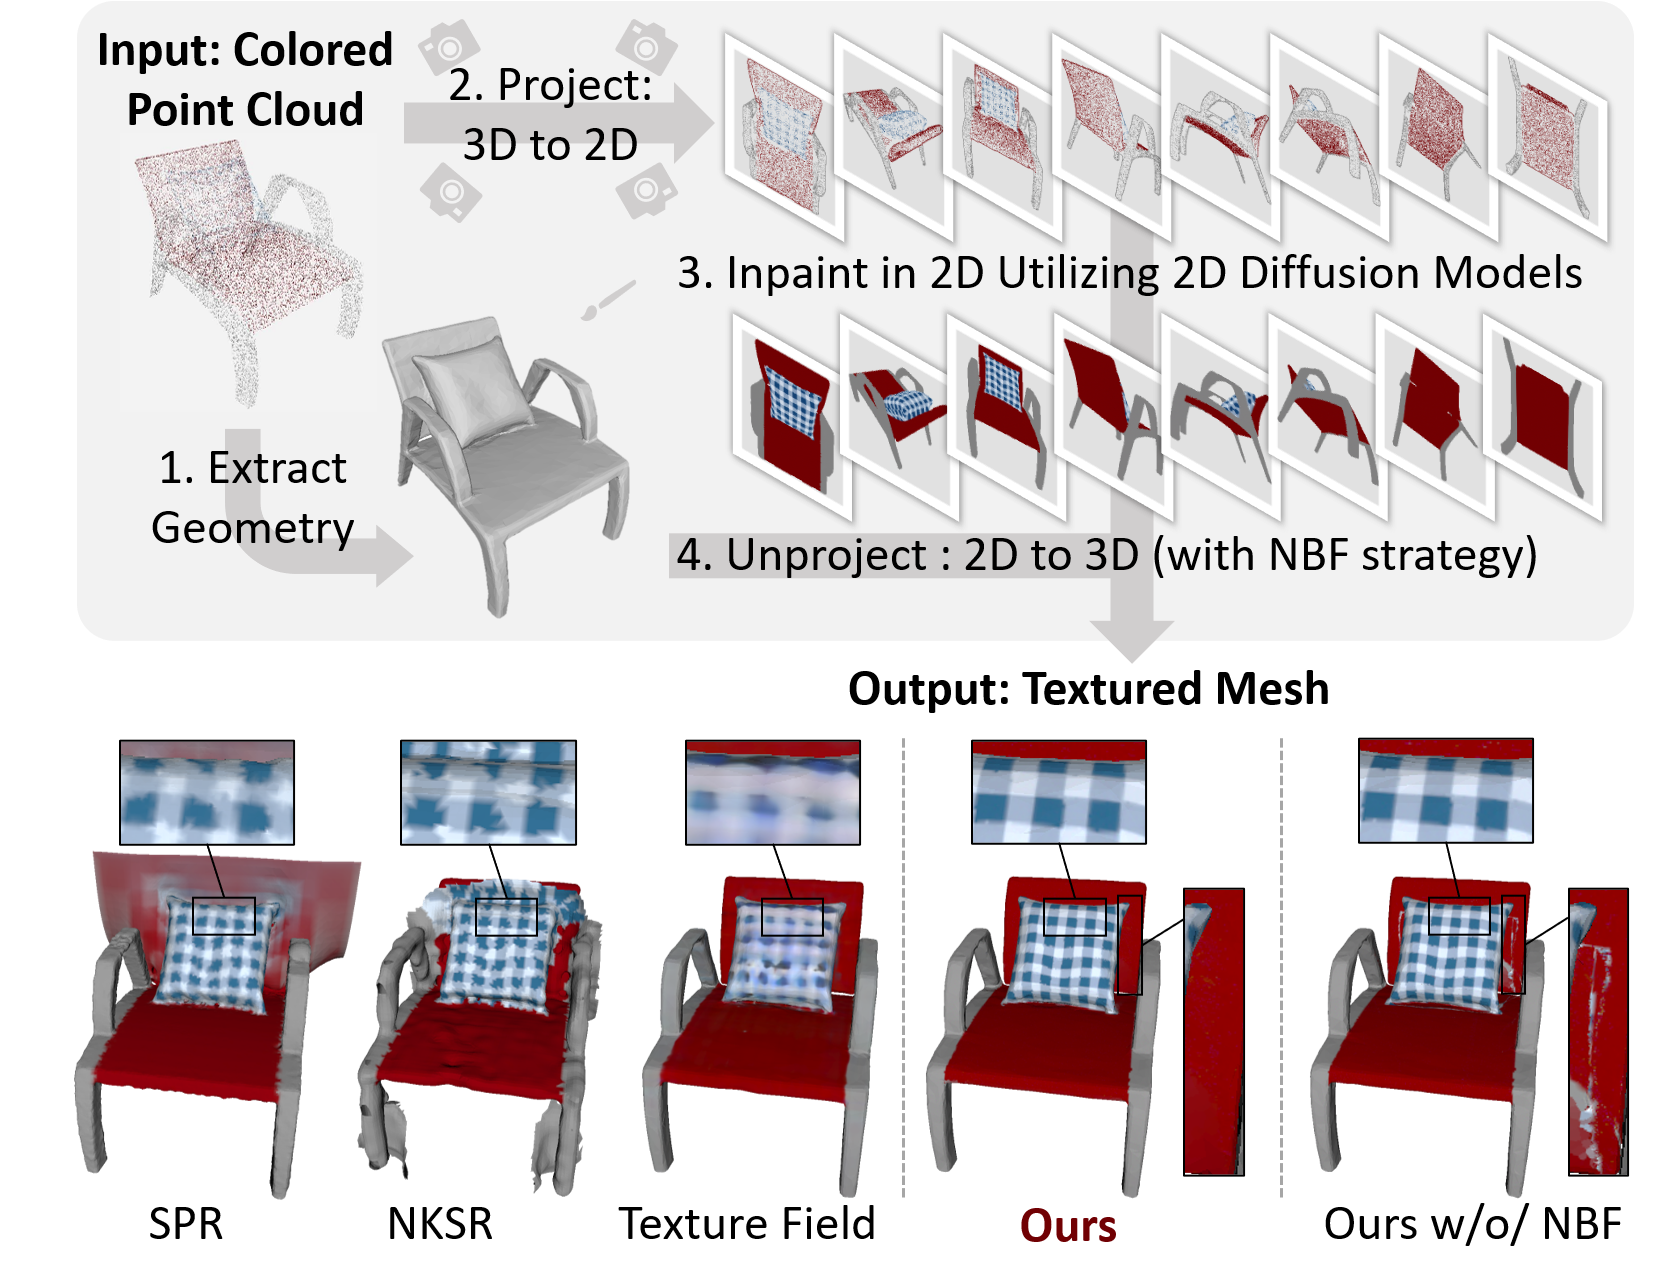 Input: Colored
Point Cloud
2. Project:
3D to 2D
3. Inpaint in 2D Utilizing 2D Diffusion Models
1. Extract
Geometry
4. Unproject : 2D to 3D (with NBF strategy)
Output: Textured Mesh
SPR
NKSR
Texture Field
Ours
Ours w/o/ NBF